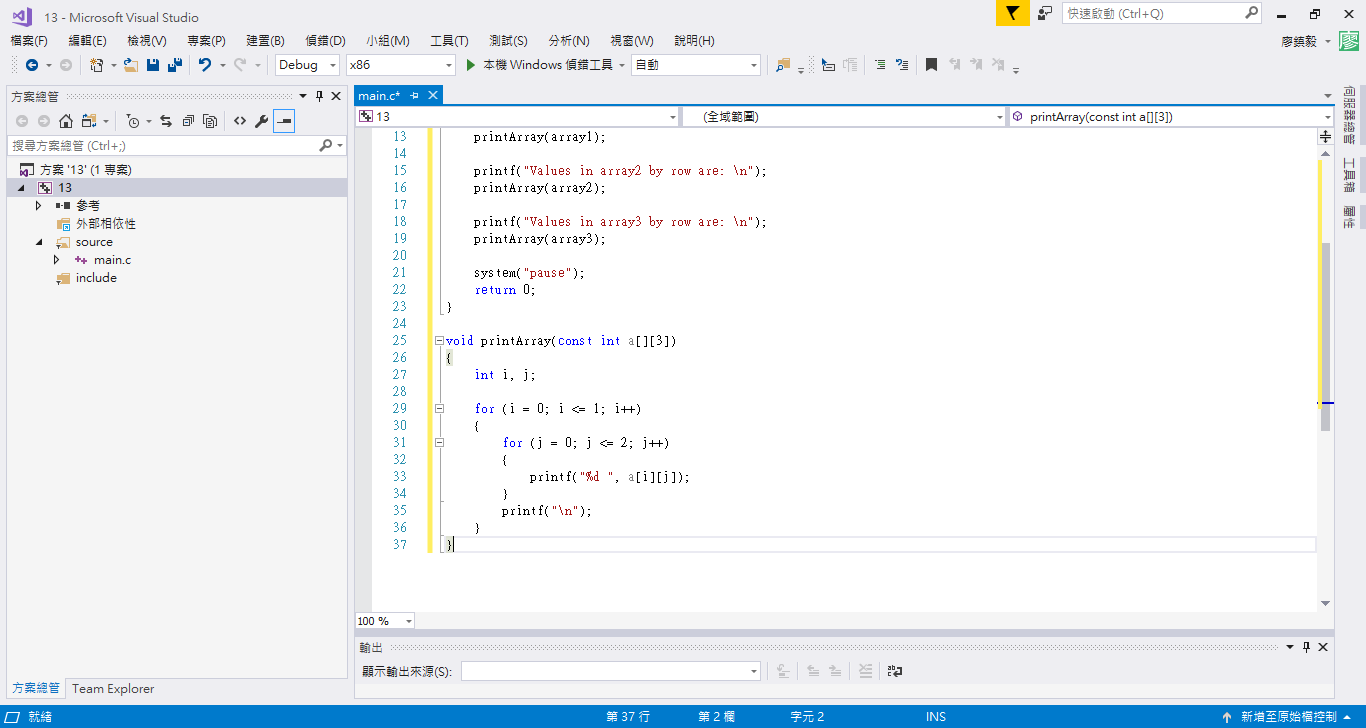 13 - Microsoft Visual Studio
快速啟動 (Ctrl+Q)
檔案(F) 編輯(E) 檢視(V) 專案(P) 建置(B) 偵錯(D) 小組(M) 工具(T) 測試(S) 分析(N) 視窗(W) 說明(H)
廖鎮毅 廖
Debug x86 本機 Windows 偵錯工具 自動
方案總管
搜尋方案總管 (Ctrl+;)
方案 '13' (1 專案)
13
參考
外部相依性
source
main.c
include
方案總管 Team Explorer
main.c*
13 (全域範圍) printArray(const int a[][3])
13 printArray(array1);
14
15 printf("Values in array2 by row are: \n");
16 printArray(array2);
17
18 printf("Values in array3 by row are: \n");
19 printArray(array3);
20
21 system("pause");
22 return 0;
23 }
24
25 void printArray(const int a[][3])
26 {
27 int i, j;
28
29 for (i = 0; i <= 1; i++)
30 {
31 for (j = 0; j <= 2; j++)
32 {
33 printf("%d ", a[i][j]);
34 }
35 printf("\n");
36 }
37 }
100 %
輸出
顯示輸出來源(S):
伺服器總管
工具箱
屬性
就緒 第 37 行 第 2 欄 字元 2 INS 新增至原始檔控制